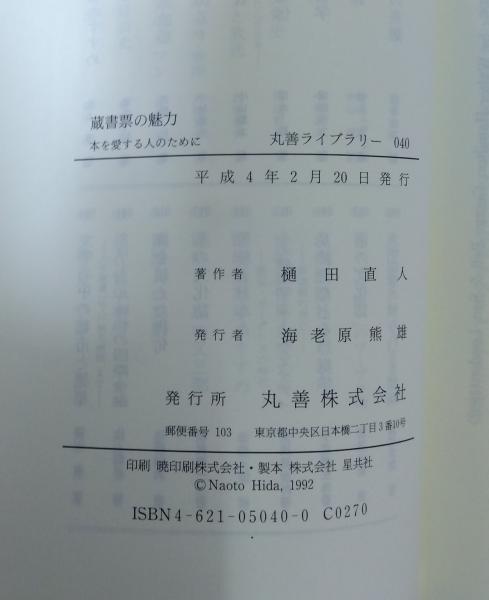 蔵書票の魅力
本を愛する人のために 丸善ライブラリー 040
平成4年2月20日発行
著作者 樋田直人
発行者 海老原熊雄
発行所 丸善株式会社
郵便番号 103 東京都中央区日本橋二丁目3番10号
印刷 暁印刷株式会社・製本 株式会社 星共社
©Naoto Hida, 1992
ISBN4-621-05040-0 C0270